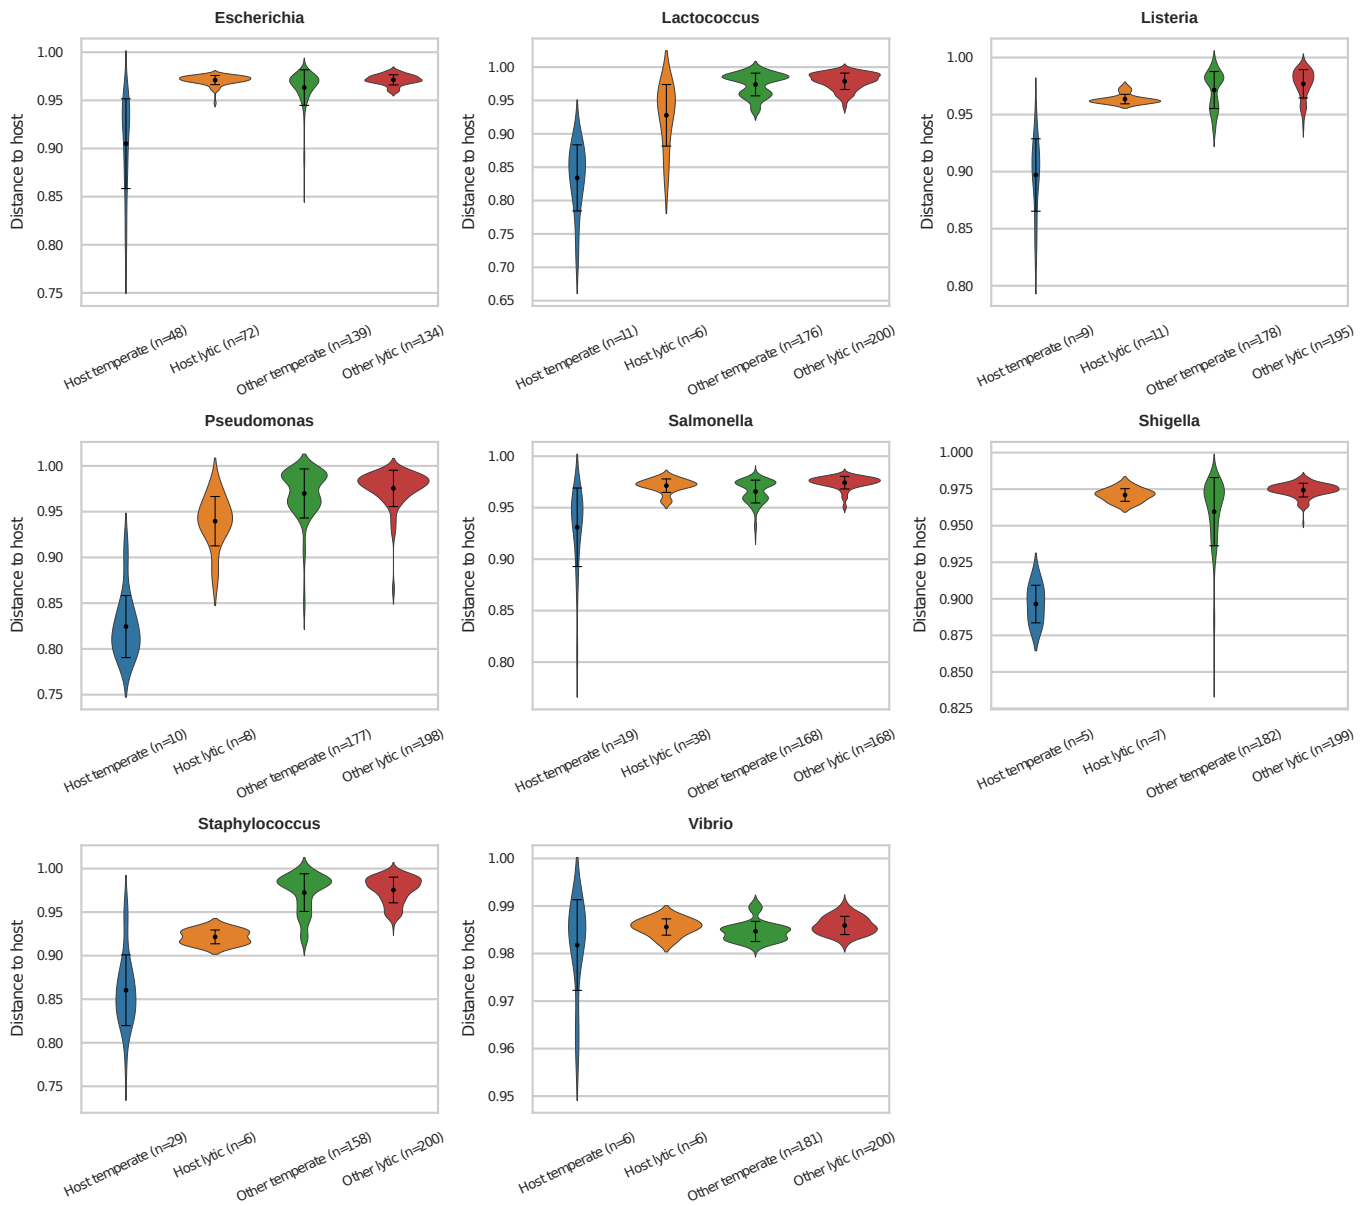 Escherichia
Distance to host
1.00
0.95
0.90
0.85
0.80
0.75
Host temperate (n=48)
Host lytic (n=72)
Other temperate (n=139)
Other lytic (n=134)
Lactococcus
Distance to host
1.00
0.95
0.90
0.85
0.80
0.75
0.70
0.65
Host temperate (n=11)
Host lytic (n=6)
Other temperate (n=176)
Other lytic (n=200)
Listeria
Distance to host
1.00
0.95
0.90
0.85
0.80
Host temperate (n=9)
Host lytic (n=11)
Other temperate (n=178)
Other lytic (n=195)
Pseudomonas
Distance to host
1.00
0.95
0.90
0.85
0.80
0.75
Host temperate (n=10)
Host lytic (n=8)
Other temperate (n=177)
Other lytic (n=198)
Salmonella
Distance to host
1.00
0.95
0.90
0.85
0.80
Host temperate (n=19)
Host lytic (n=38)
Other temperate (n=168)
Other lytic (n=168)
Shigella
Distance to host
1.000
0.975
0.950
0.925
0.900
0.875
0.850
0.825
Host temperate (n=5)
Host lytic (n=7)
Other temperate (n=182)
Other lytic (n=199)
Staphylococcus
Distance to host
1.00
0.95
0.90
0.85
0.80
0.75
Host temperate (n=29)
Host lytic (n=6)
Other temperate (n=158)
Other lytic (n=200)
Vibrio
Distance to host
1.00
0.99
0.98
0.97
0.96
0.95
Host temperate (n=6)
Host lytic (n=6)
Other temperate (n=181)
Other lytic (n=200)